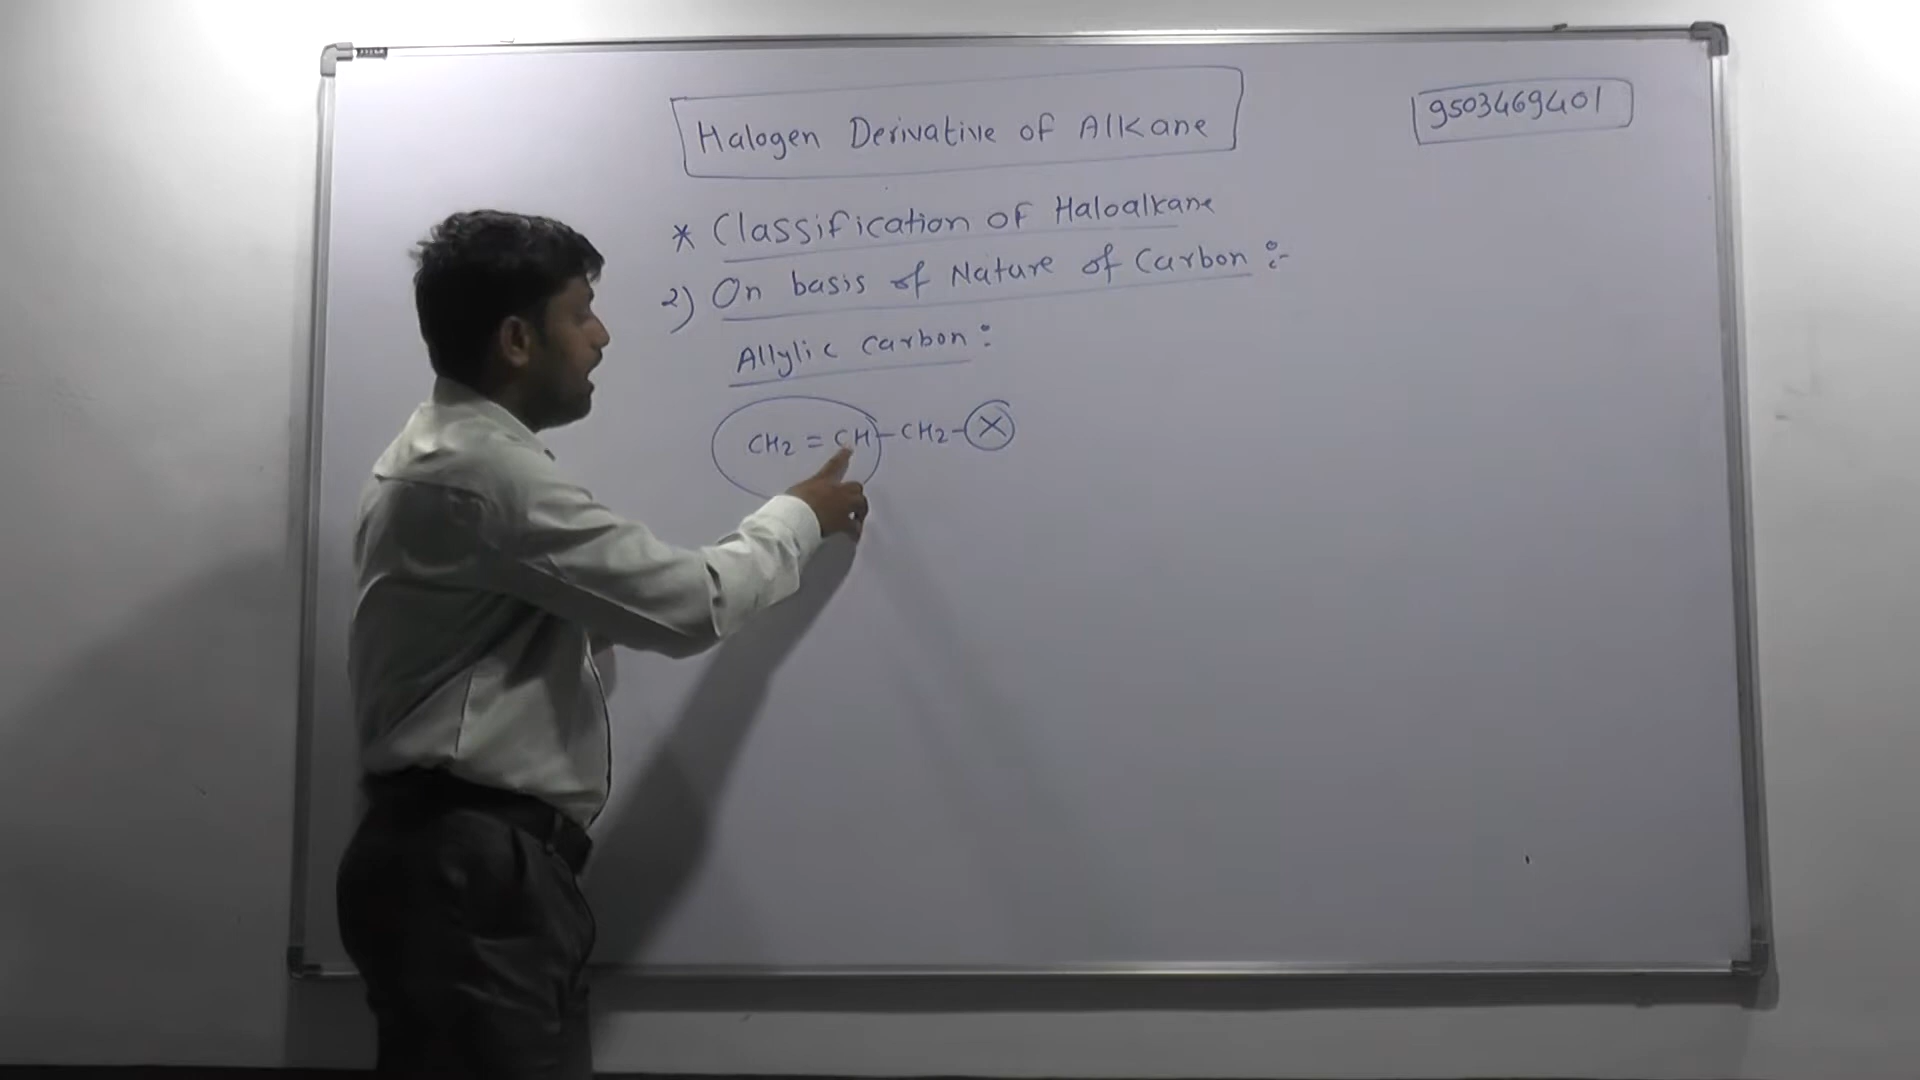 Halogen Derivative of Alkane
9503469401
* Classification of Haloalkane
2) On basis of Nature of Carbon :-
Allylic Carbon :
CH2 = CH - CH2 - X